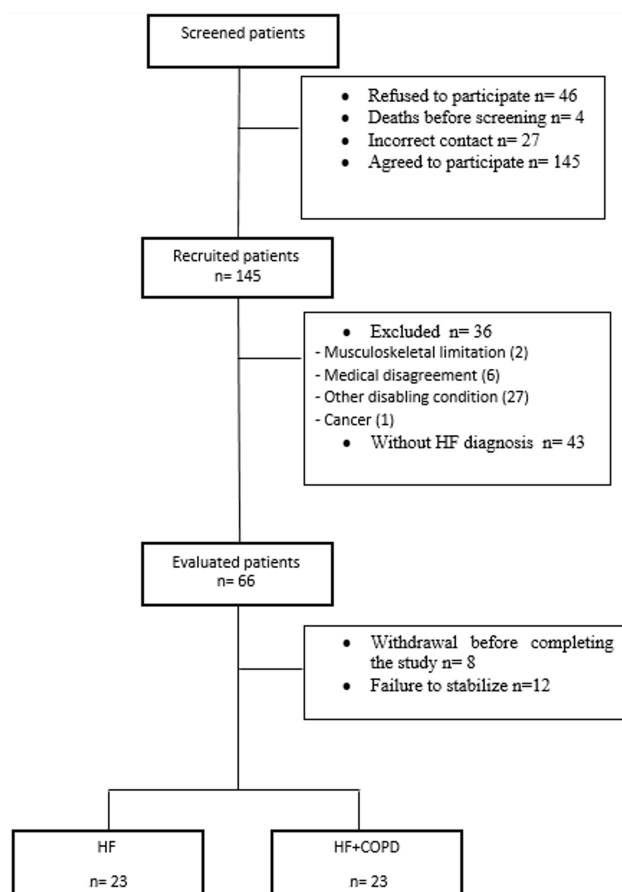 Screened patients
• Refused to participate n= 46
• Deaths before screening n= 4
• Incorrect contact n= 27
• Agreed to participate n= 145
Recruited patients
n= 145
• Excluded n= 36
- Musculoskeletal limitation (2)
- Medical disagreement (6)
- Other disabling condition (27)
- Cancer (1)
• Without HF diagnosis n= 43
Evaluated patients
n= 66
• Withdrawal before completing
the study n= 8
• Failure to stabilize n=12
HF
n= 23
HF+COPD
n= 23